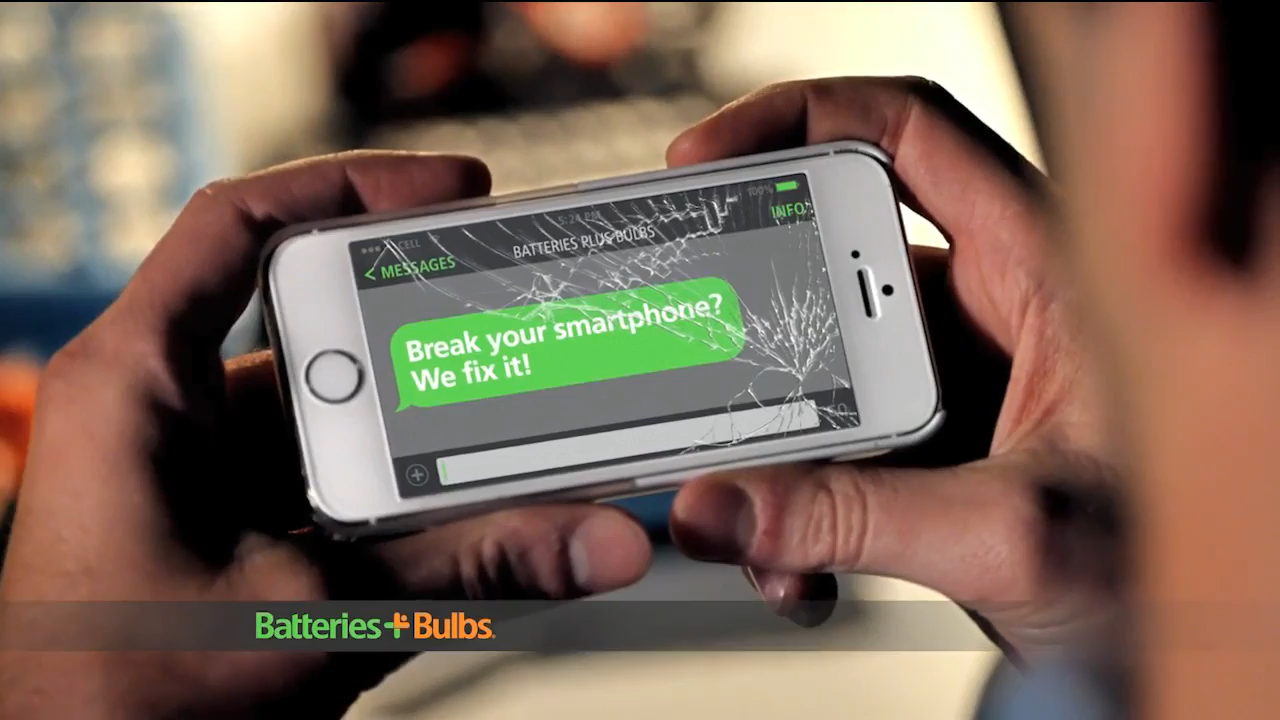 CELL 5:24 PM 100%
< MESSAGES BATTERIES PLUS BULBS INFO
Break your smartphone?
We fix it!
Batteries + Bulbs